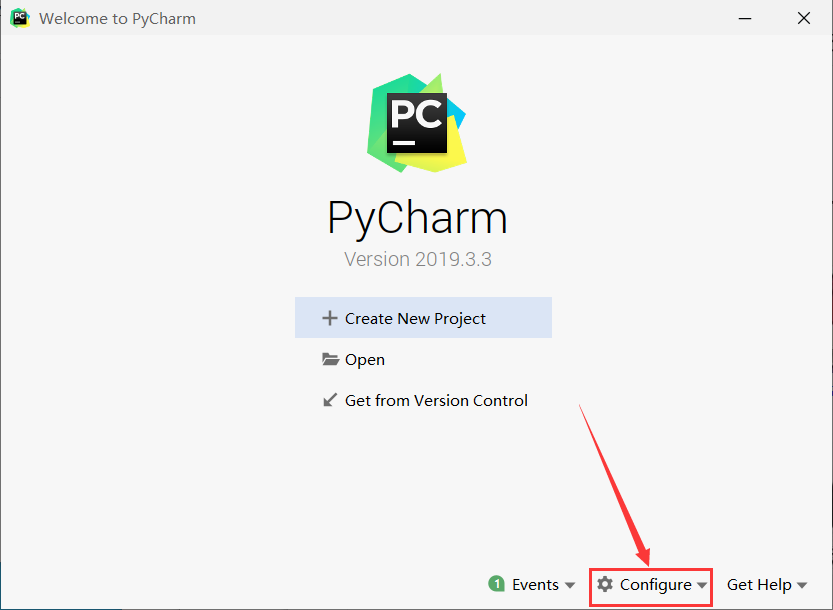 Welcome to PyCharm
PC
PyCharm
Version 2019.3.3
Create New Project
Open
Get from Version Control
1 Events Configure Get Help